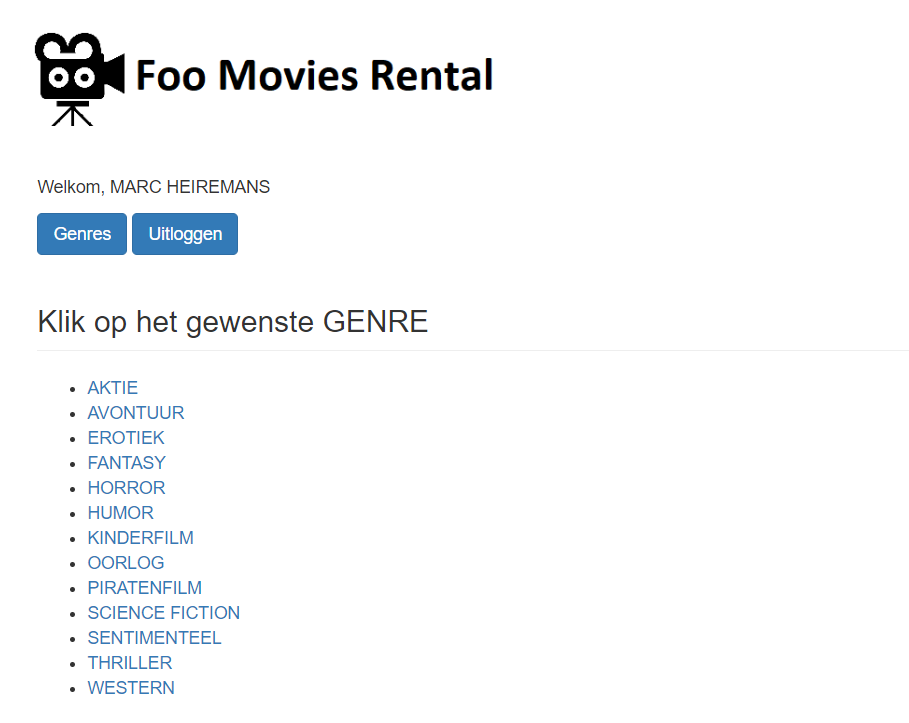 Foo Movies Rental
Welkom, MARC HEIREMANS
Genres Uitloggen
Klik op het gewenste GENRE
AKTIE
AVONTUUR
EROTIEK
FANTASY
HORROR
HUMOR
KINDERFILM
OORLOG
PIRATENFILM
SCIENCE FICTION
SENTIMENTEEL
THRILLER
WESTERN